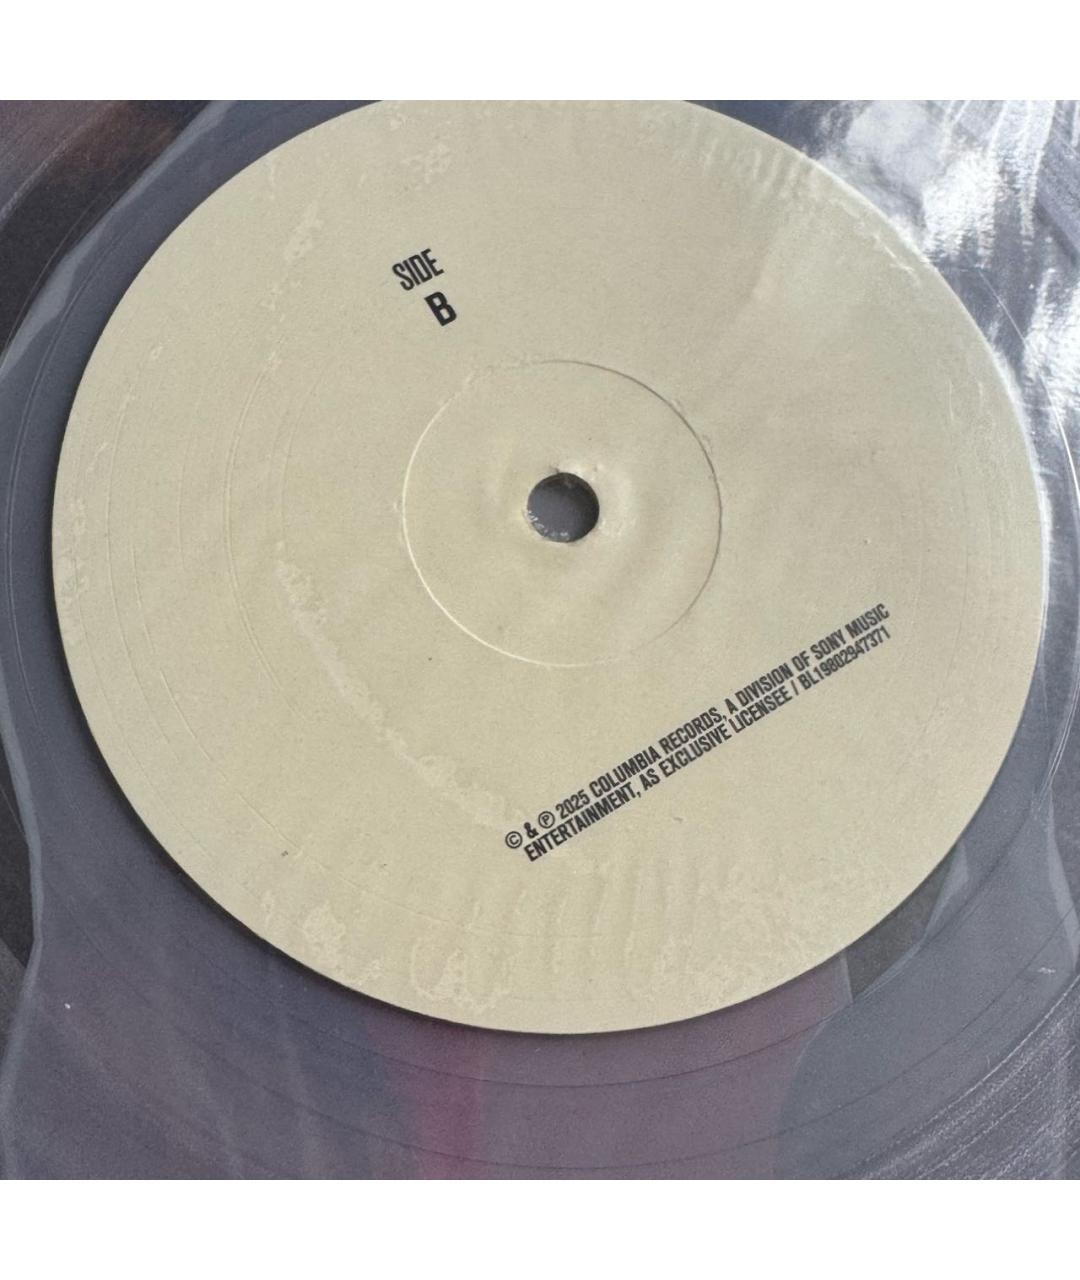 SIDE
B
© & ℗ 2025 COLUMBIA RECORDS, A DIVISION OF SONY MUSIC
ENTERTAINMENT, AS EXCLUSIVE LICENSEE / BL19802947371